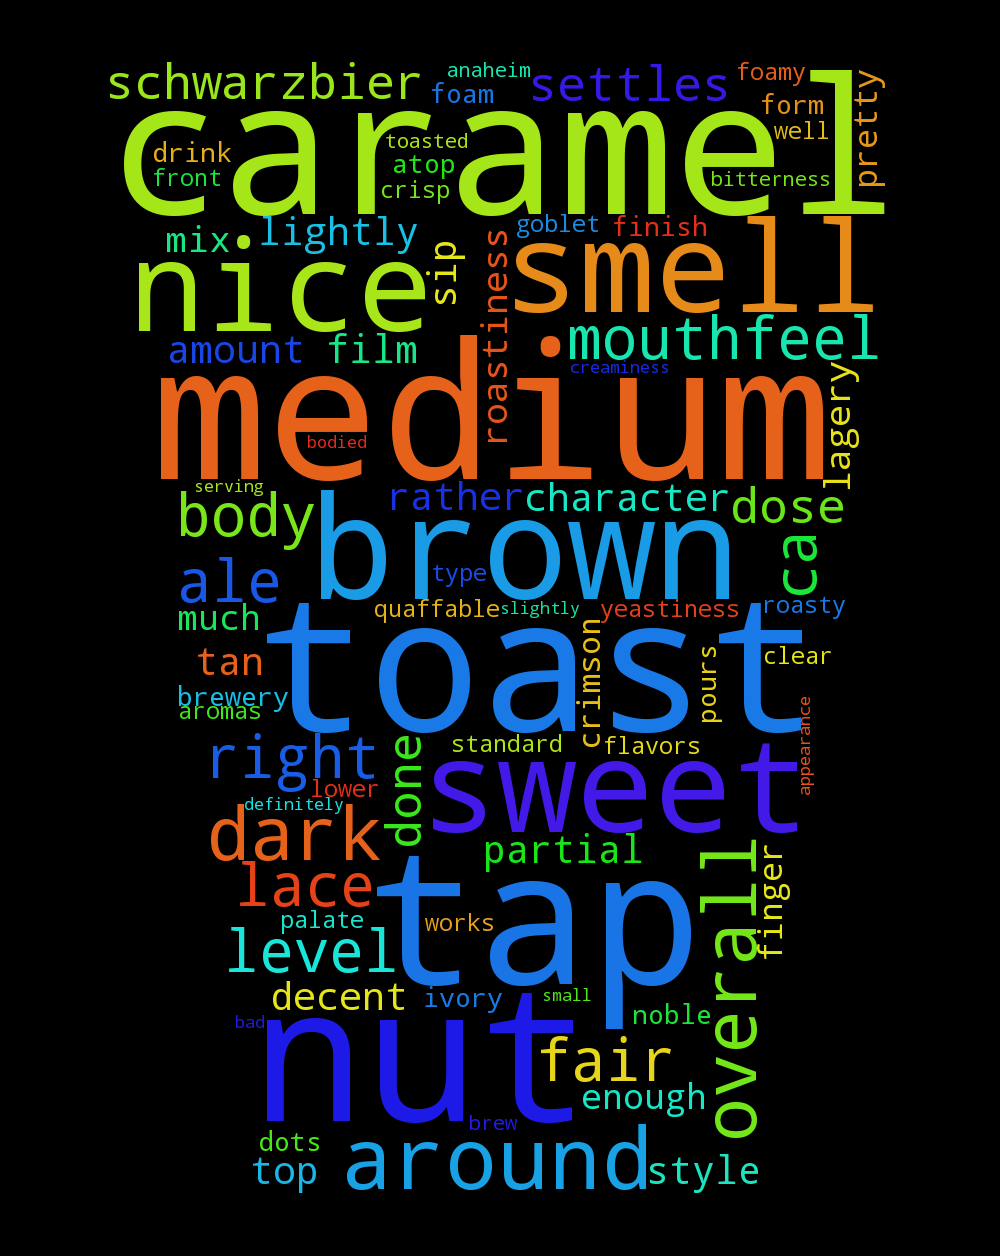 schwarzbier
anaheim
foam
settles
foamy
caramel
form
well
pretty
drink
front
toasted
atop
crisp
bitterness
mix
lightly
nice
sip
roastiness
goblet
finish
smell
amount
film
mouthfeel
creaminess
medium
bodied
lagery
serving
body
rather
character
dose
brown
ca
ale
type
much
quaffable
slightly
yeastiness
roasty
toast
tan
crimson
pours
clear
brewery
aromas
appearance
right
done
standard
flavors
sweet
lower
definitely
dark
partial
lace
tap
overall
finger
palate
works
level
decent
ivory
small
noble
bad
nut
fair
enough
brew
dots
top
around
style